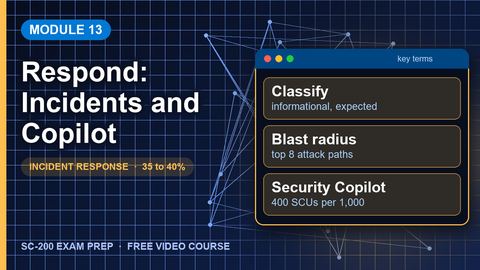 MODULE 13
Respond:
Incidents and
Copilot
INCIDENT RESPONSE · 35 to 40%
SC-200 EXAM PREP · FREE VIDEO COURSE
key terms
Classify
informational, expected
Blast radius
top 8 attack paths
Security Copilot
400 SCUs per 1,000